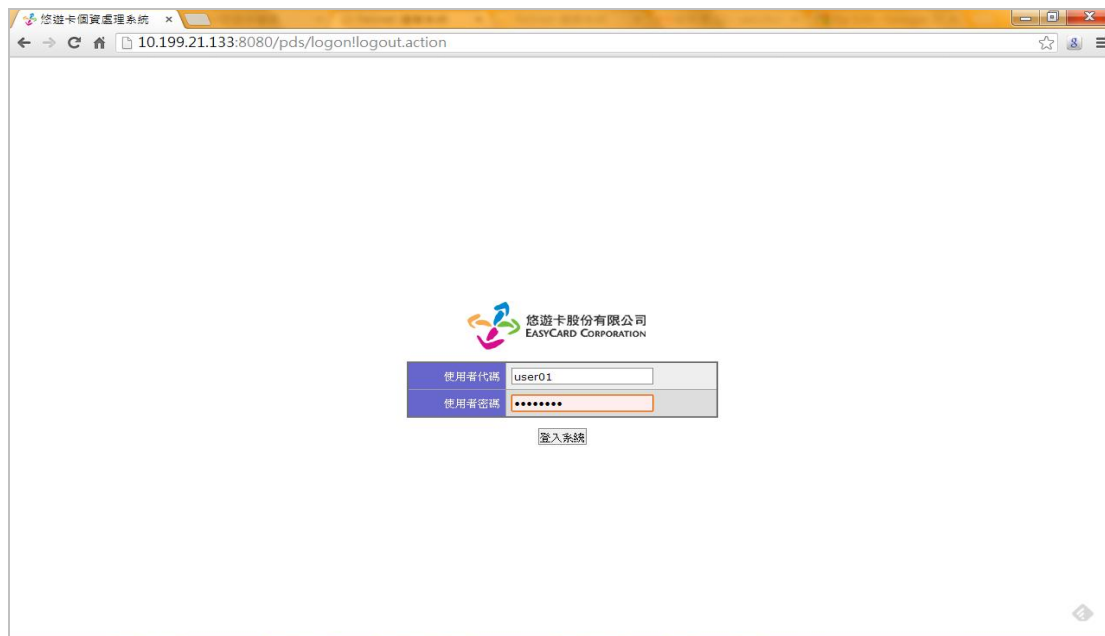 悠遊卡個資處理系統
10.199.21.133:8080/pds/logon!logout.action
悠遊卡股份有限公司
EASYCARD CORPORATION
使用者代碼 user01
使用者密碼 ••••••••
登入系統